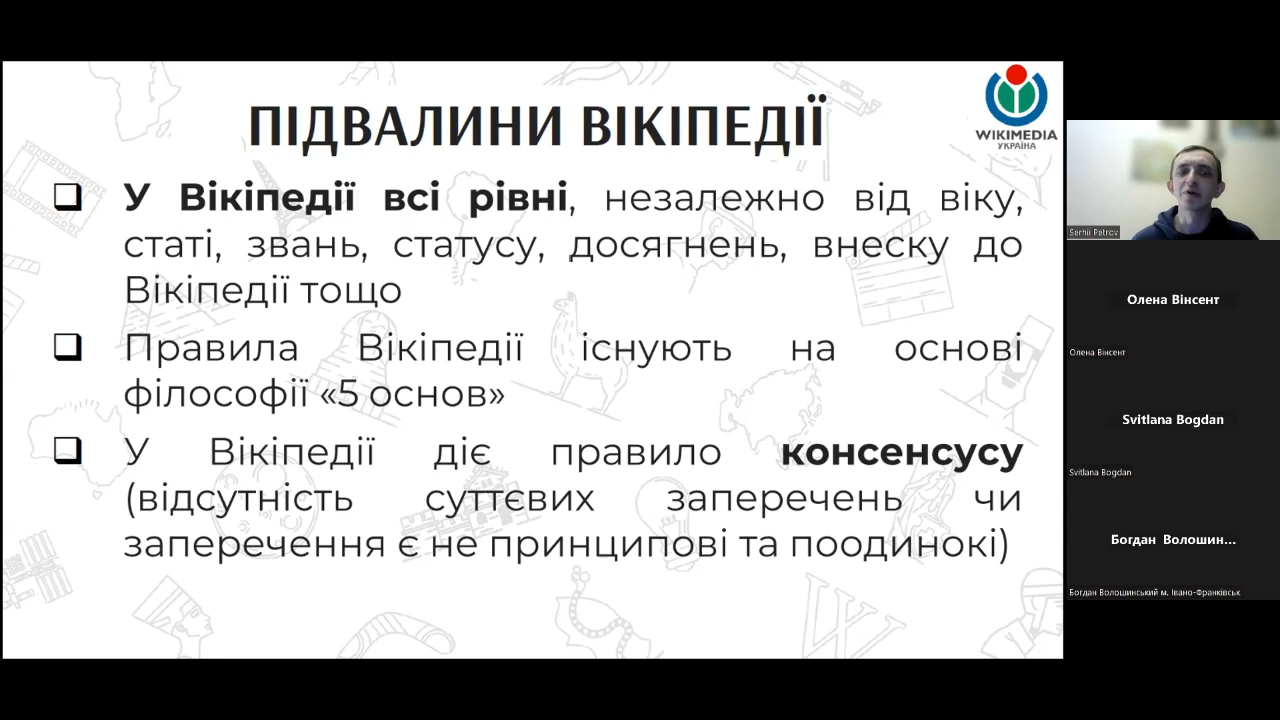 ПІДВАЛИНИ ВІКІПЕДІЇ
WIKIMEDIA
УКРАЇНА
У Вікіпедії всі рівні, незалежно від віку,
статі, звань, статусу, досягнень, внеску до
Вікіпедії тощо
Правила Вікіпедії існують на основі
філософії «5 основ»
У Вікіпедії діє правило консенсусу
(відсутність суттєвих заперечень чи
заперечення є не принципові та поодинокі)
Serhii Petrov
Олена Вінсент
Олена Вінсент
Svitlana Bogdan
Svitlana Bogdan
Богдан Волошин...
Богдан Волошинський м. Івано-Франківськ